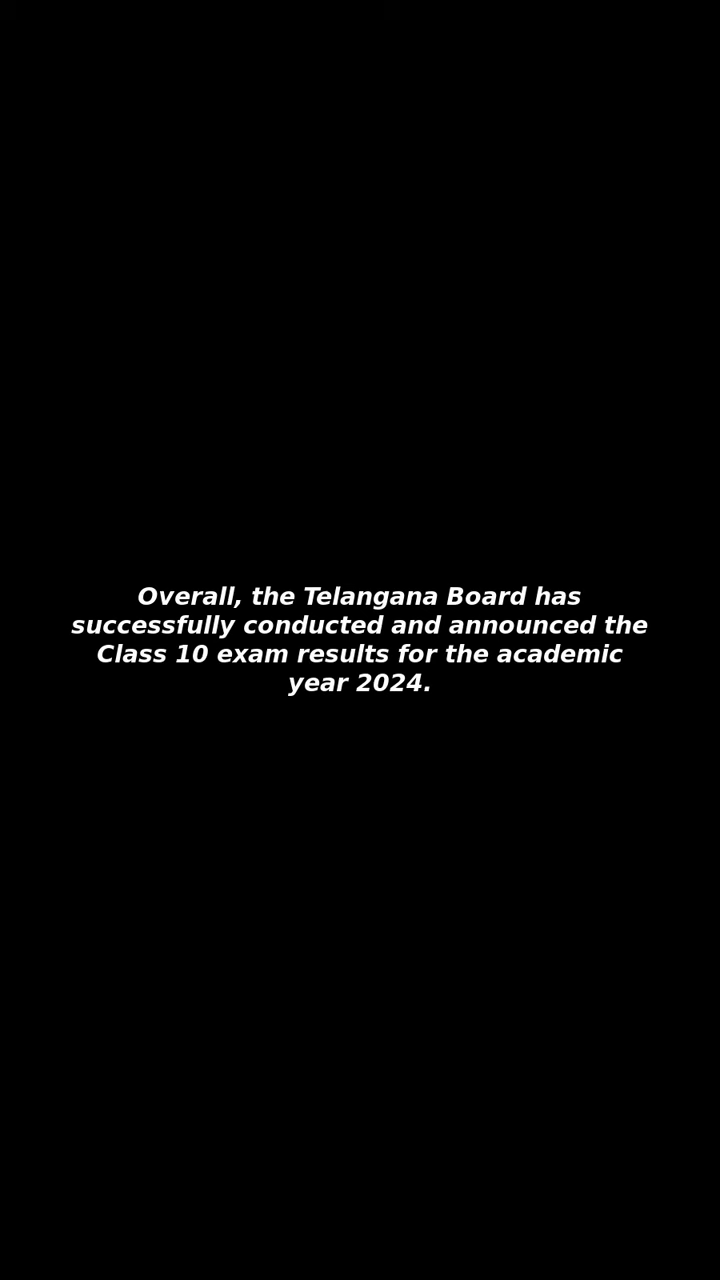 Overall, the Telangana Board has
successfully conducted and announced the
Class 10 exam results for the academic
year 2024.